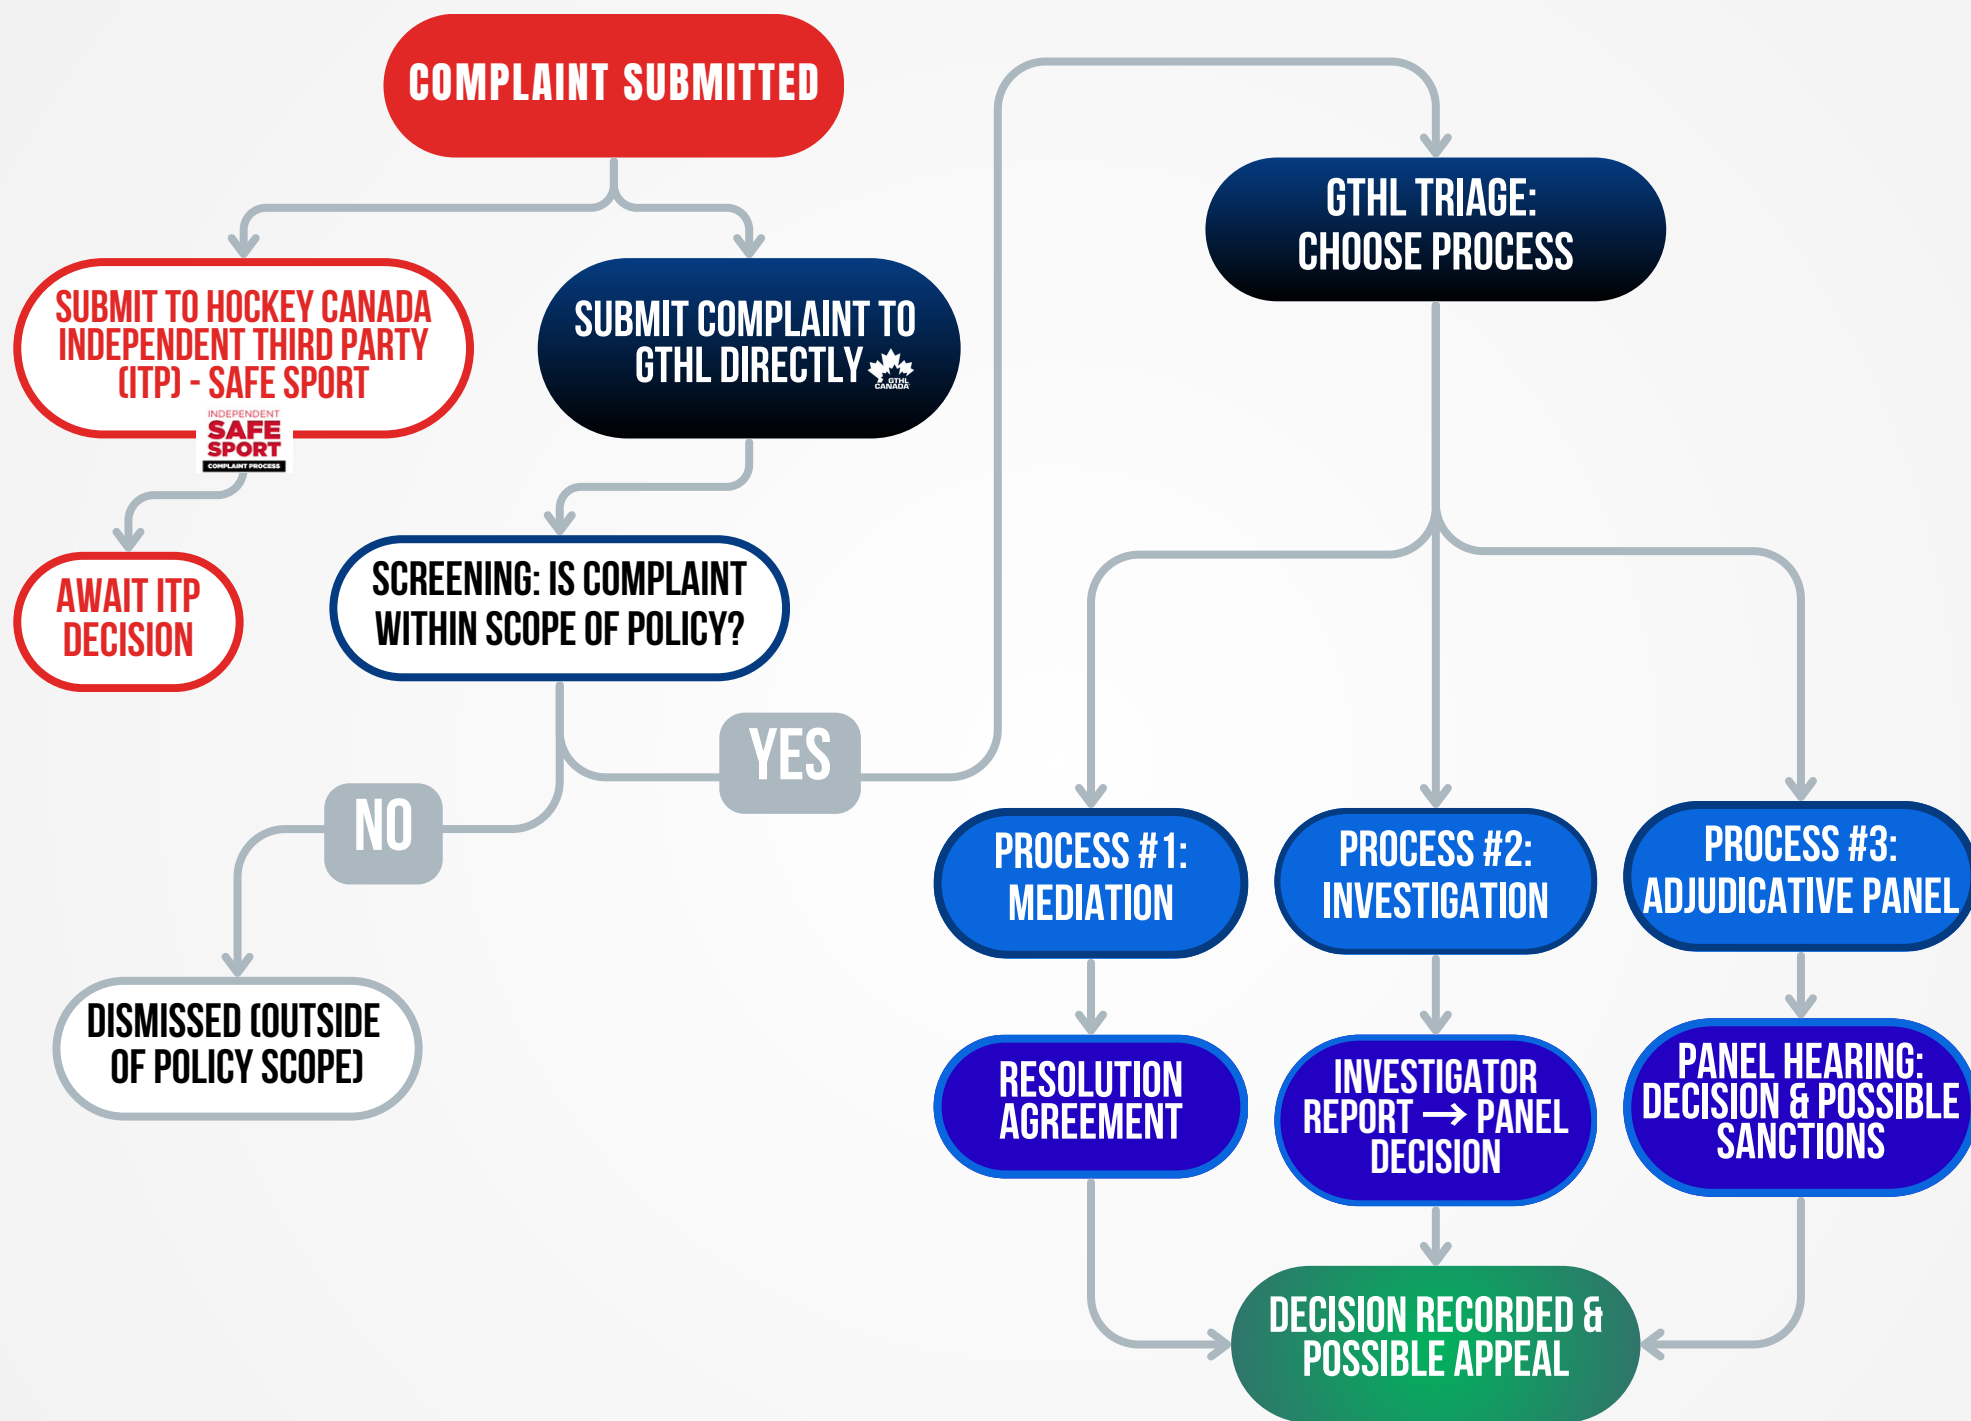 COMPLAINT SUBMITTED
SUBMIT TO HOCKEY CANADA
INDEPENDENT THIRD PARTY
(ITP) - SAFE SPORT
INDEPENDENT
SAFE
SPORT
COMPLAINT PROCESS
AWAIT ITP
DECISION
SUBMIT COMPLAINT TO
GTHL DIRECTLY
GTHL
CANADA
SCREENING: IS COMPLAINT
WITHIN SCOPE OF POLICY?
NO
YES
DISMISSED (OUTSIDE
OF POLICY SCOPE)
GTHL TRIAGE:
CHOOSE PROCESS
PROCESS #1:
MEDIATION
PROCESS #2:
INVESTIGATION
PROCESS #3:
ADJUDICATIVE PANEL
RESOLUTION
AGREEMENT
INVESTIGATOR
REPORT → PANEL
DECISION
PANEL HEARING:
DECISION & POSSIBLE
SANCTIONS
DECISION RECORDED &
POSSIBLE APPEAL